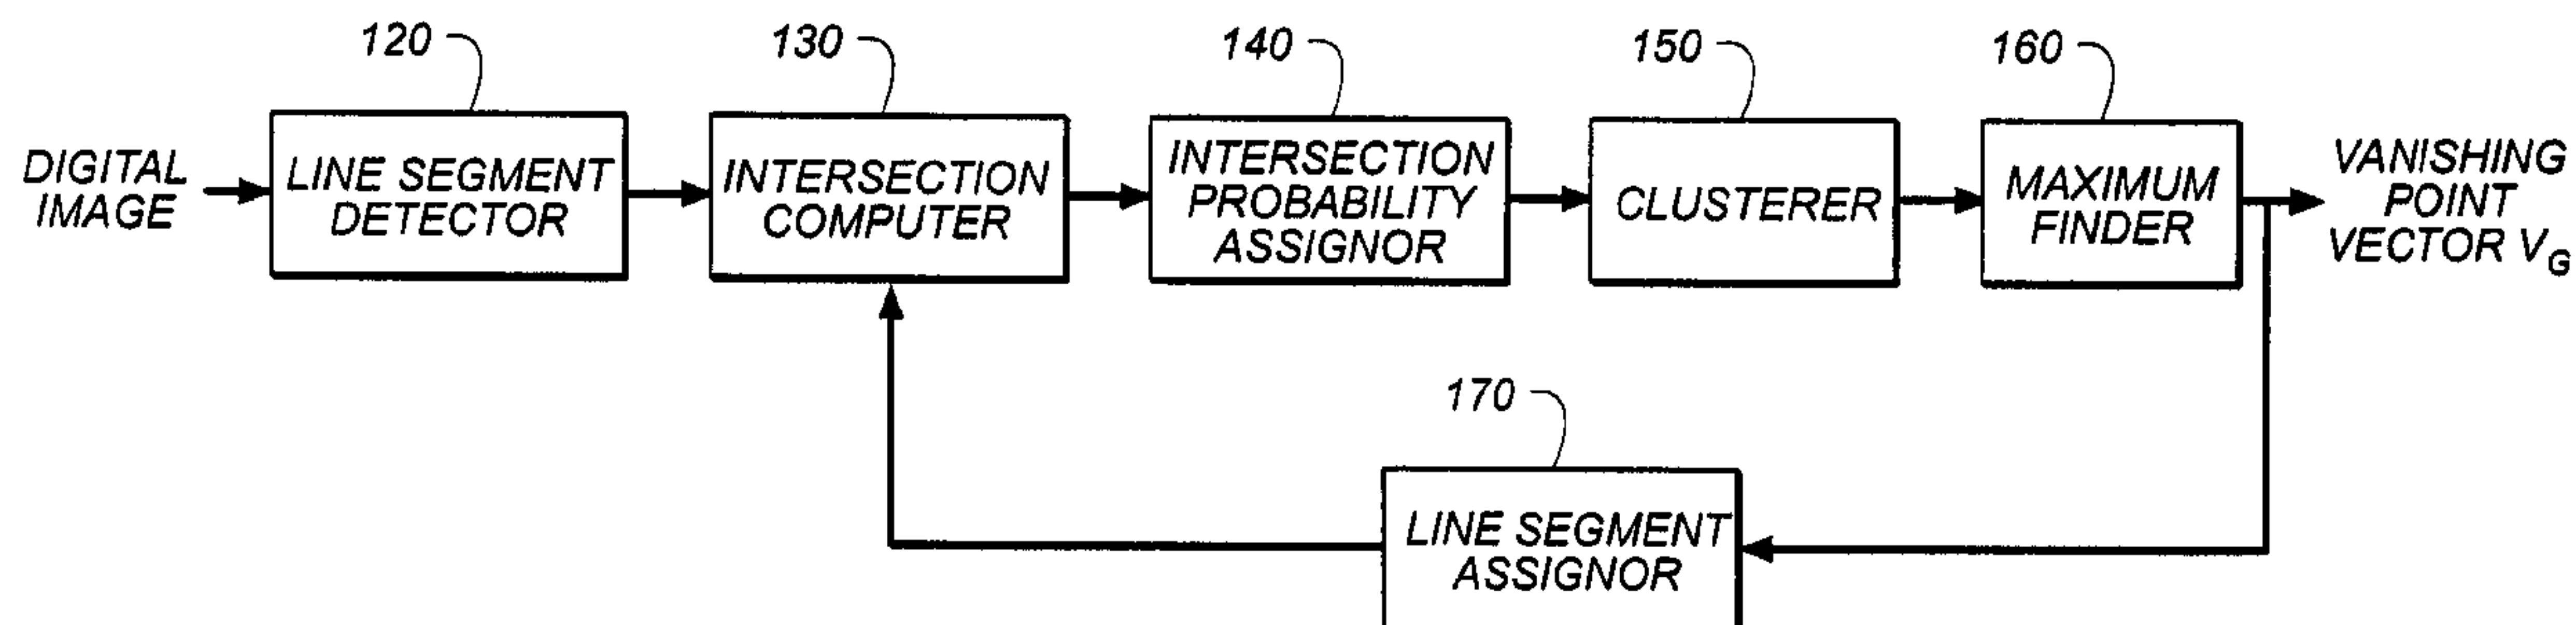 120
130
140
150
160
DIGITAL
IMAGE
LINE SEGMENT
DETECTOR
INTERSECTION
COMPUTER
INTERSECTION
PROBABILITY
ASSIGNOR
CLUSTERER
MAXIMUM
FINDER
VANISHING
POINT
VECTOR VG
170
LINE SEGMENT
ASSIGNOR